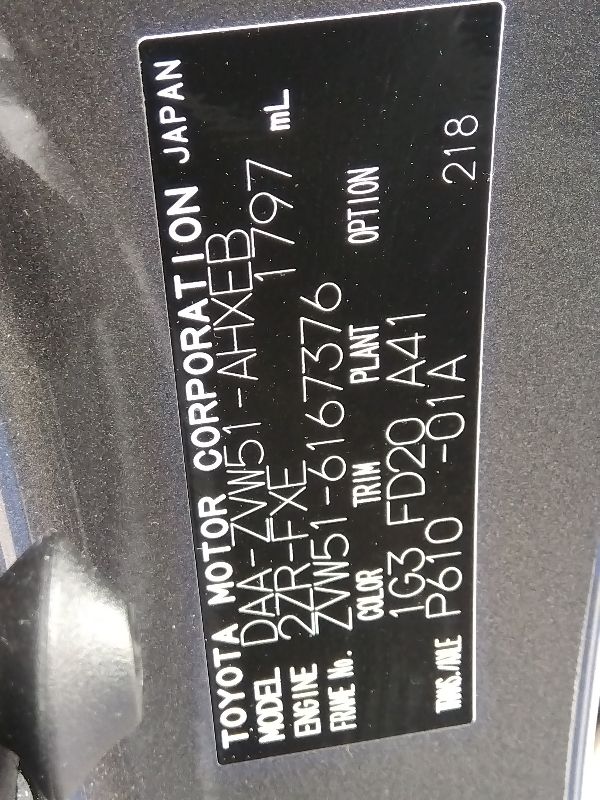 TOYOTA MOTOR CORPORATION JAPAN
MODEL DAA-ZVW51-AHXEB
ENGINE 2ZR-FXE 1797 mL
FRAME No. ZVW51-6167376
COLOR TRIM PLANT OPTION
1G3 FD20 A41
TRANS./AXLE P610 -01A 218